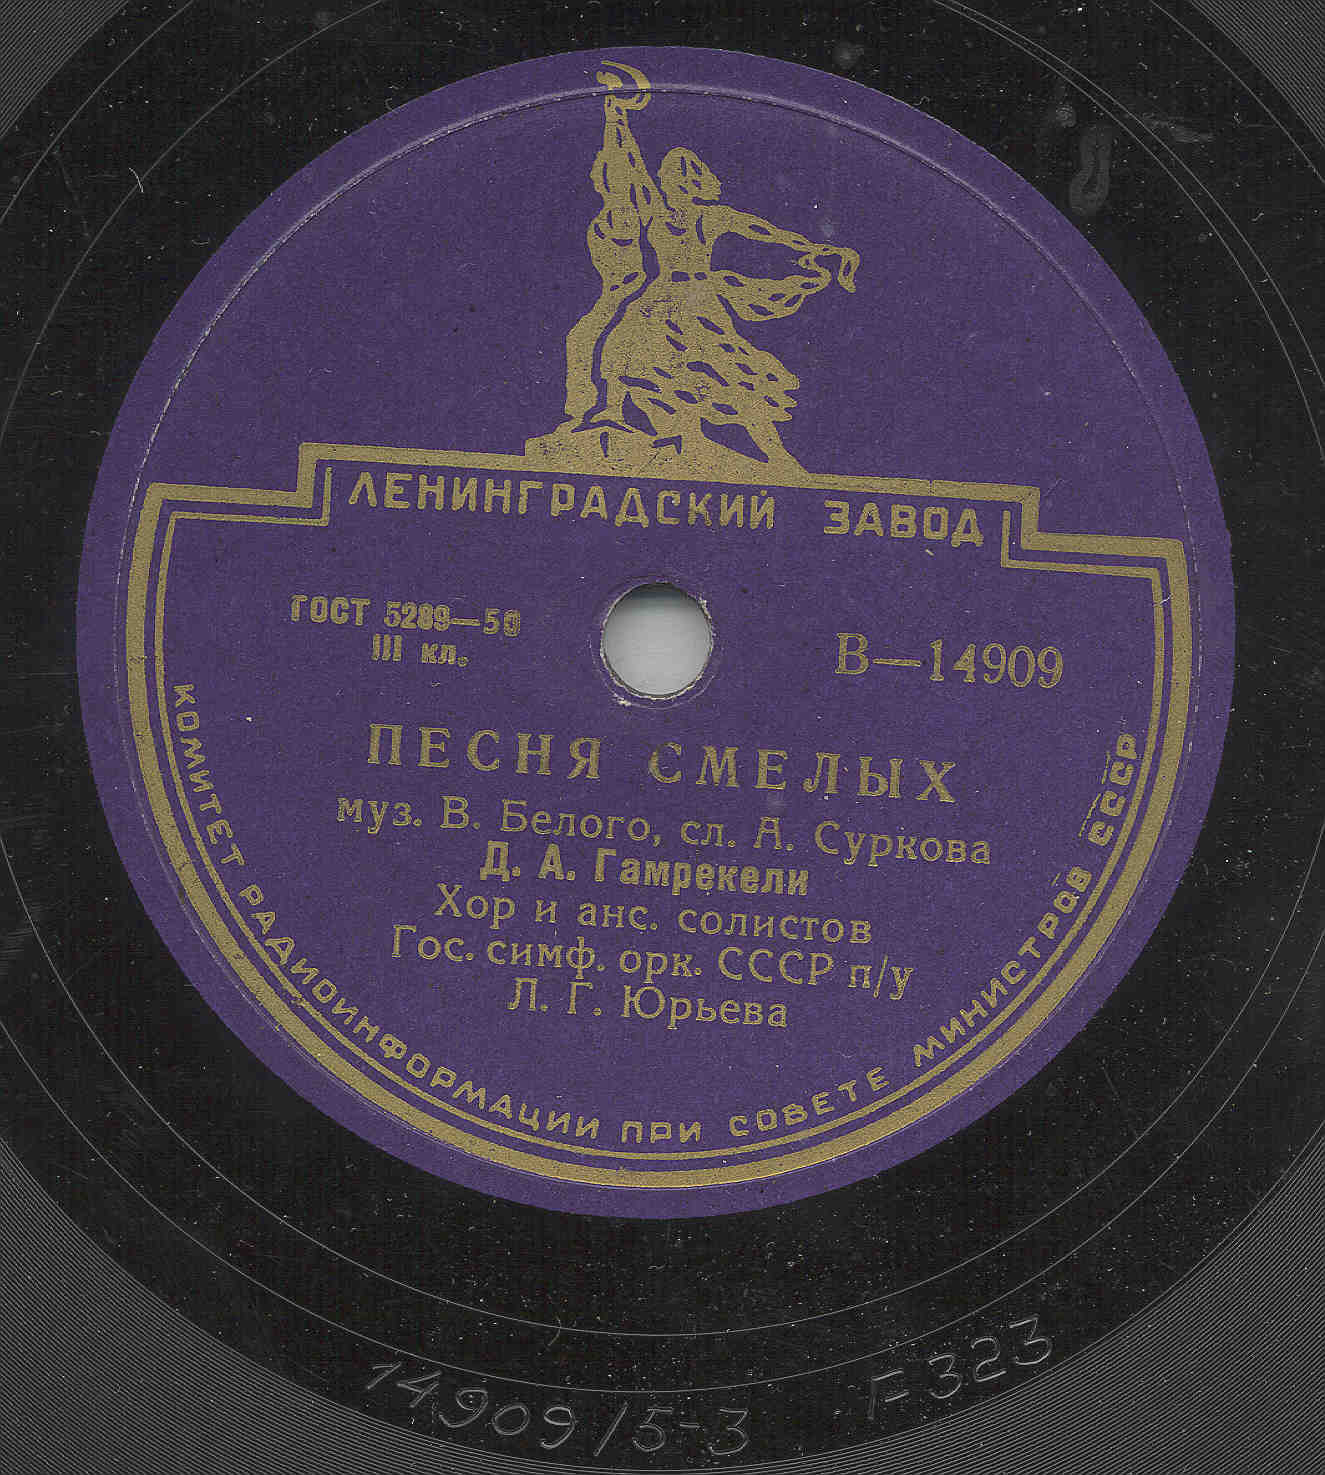 ЛЕНИНГРАДСКИЙ ЗАВОД
ГОСТ 5289—50
III кл.
В—14909
ПЕСНЯ СМЕЛЫХ
муз. В. Белого, сл. А. Суркова
Д. А. Гамрекели
Хор и анс. солистов
Гос. симф. орк. СССР п/у
Л. Г. Юрьева
КОМИТЕТ РАДИОИНФОРМАЦИИ ПРИ СОВЕТЕ МИНИСТРОВ СССР
14909/5-3 F323